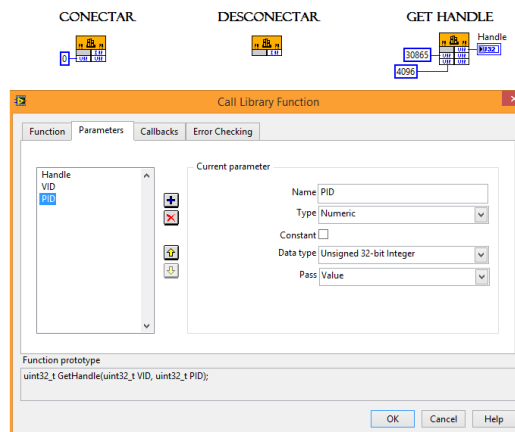 CONECTAR
DESCONECTAR
GET HANDLE
Handle
U32
0
30865
4096
Call Library Function
Function
Parameters
Callbacks
Error Checking
Handle
VID
PID
Current parameter
Name PID
Type Numeric
Constant
Data type Unsigned 32-bit Integer
Pass Value
Function prototype
uint32_t GetHandle(uint32_t VID, uint32_t PID);
OK
Cancel
Help